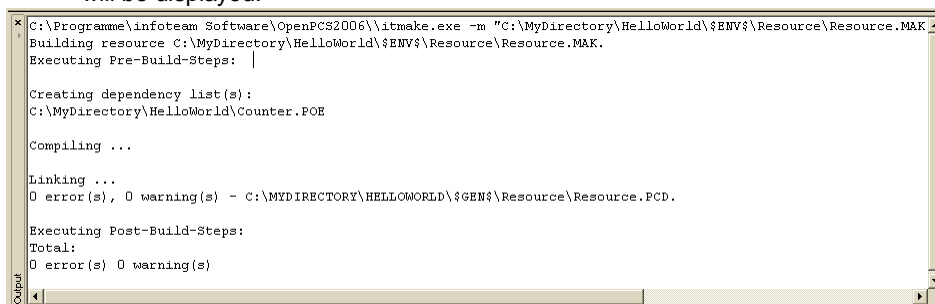 will be displayed.
C:\Programme\infoteam Software\OpenPCS2006\\itmake.exe -m "C:\MyDirectory\HelloWorld\$ENV$\Resource\Resource.MAK
Building resource C:\MyDirectory\HelloWorld\$ENV$\Resource\Resource.MAK.
Executing Pre-Build-Steps:
Creating dependency list(s):
C:\MyDirectory\HelloWorld\Counter.POE
Compiling ...
Linking ...
0 error(s), 0 warning(s) - C:\MYDIRECTORY\HELLOWORLD\$GEN$\Resource\Resource.PCD.
Executing Post-Build-Steps:
Total:
0 error(s) 0 warning(s)
Output